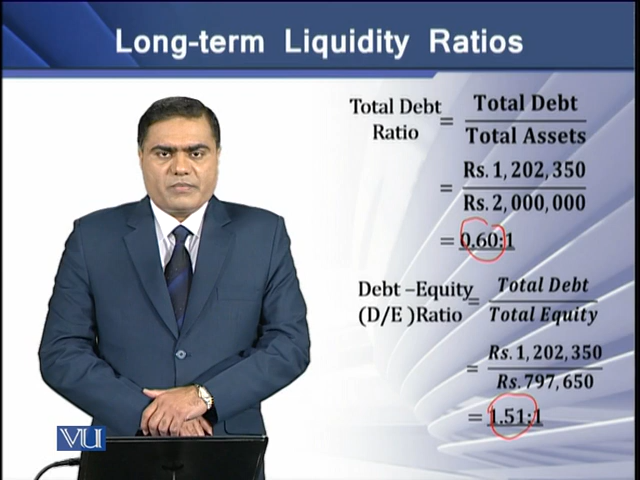 Long-term Liquidity Ratios
Total Debt Ratio = Total Debt / Total Assets
= Rs. 1, 202, 350 / Rs. 2, 000, 000
= 0.60:1
Debt –Equity (D/E )Ratio = Total Debt / Total Equity
= Rs. 1, 202, 350 / Rs. 797, 650
= 1.51:1
VU